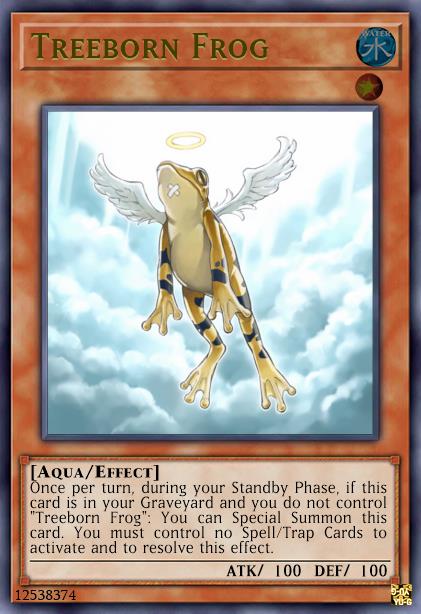 Treeborn Frog
WATER
水
[Aqua/Effect]
Once per turn, during your Standby Phase, if this
card is in your Graveyard and you do not control
"Treeborn Frog": You can Special Summon this
card. You must control no Spell/Trap Cards to
activate and to resolve this effect.
ATK/ 100 DEF/ 100
12538374